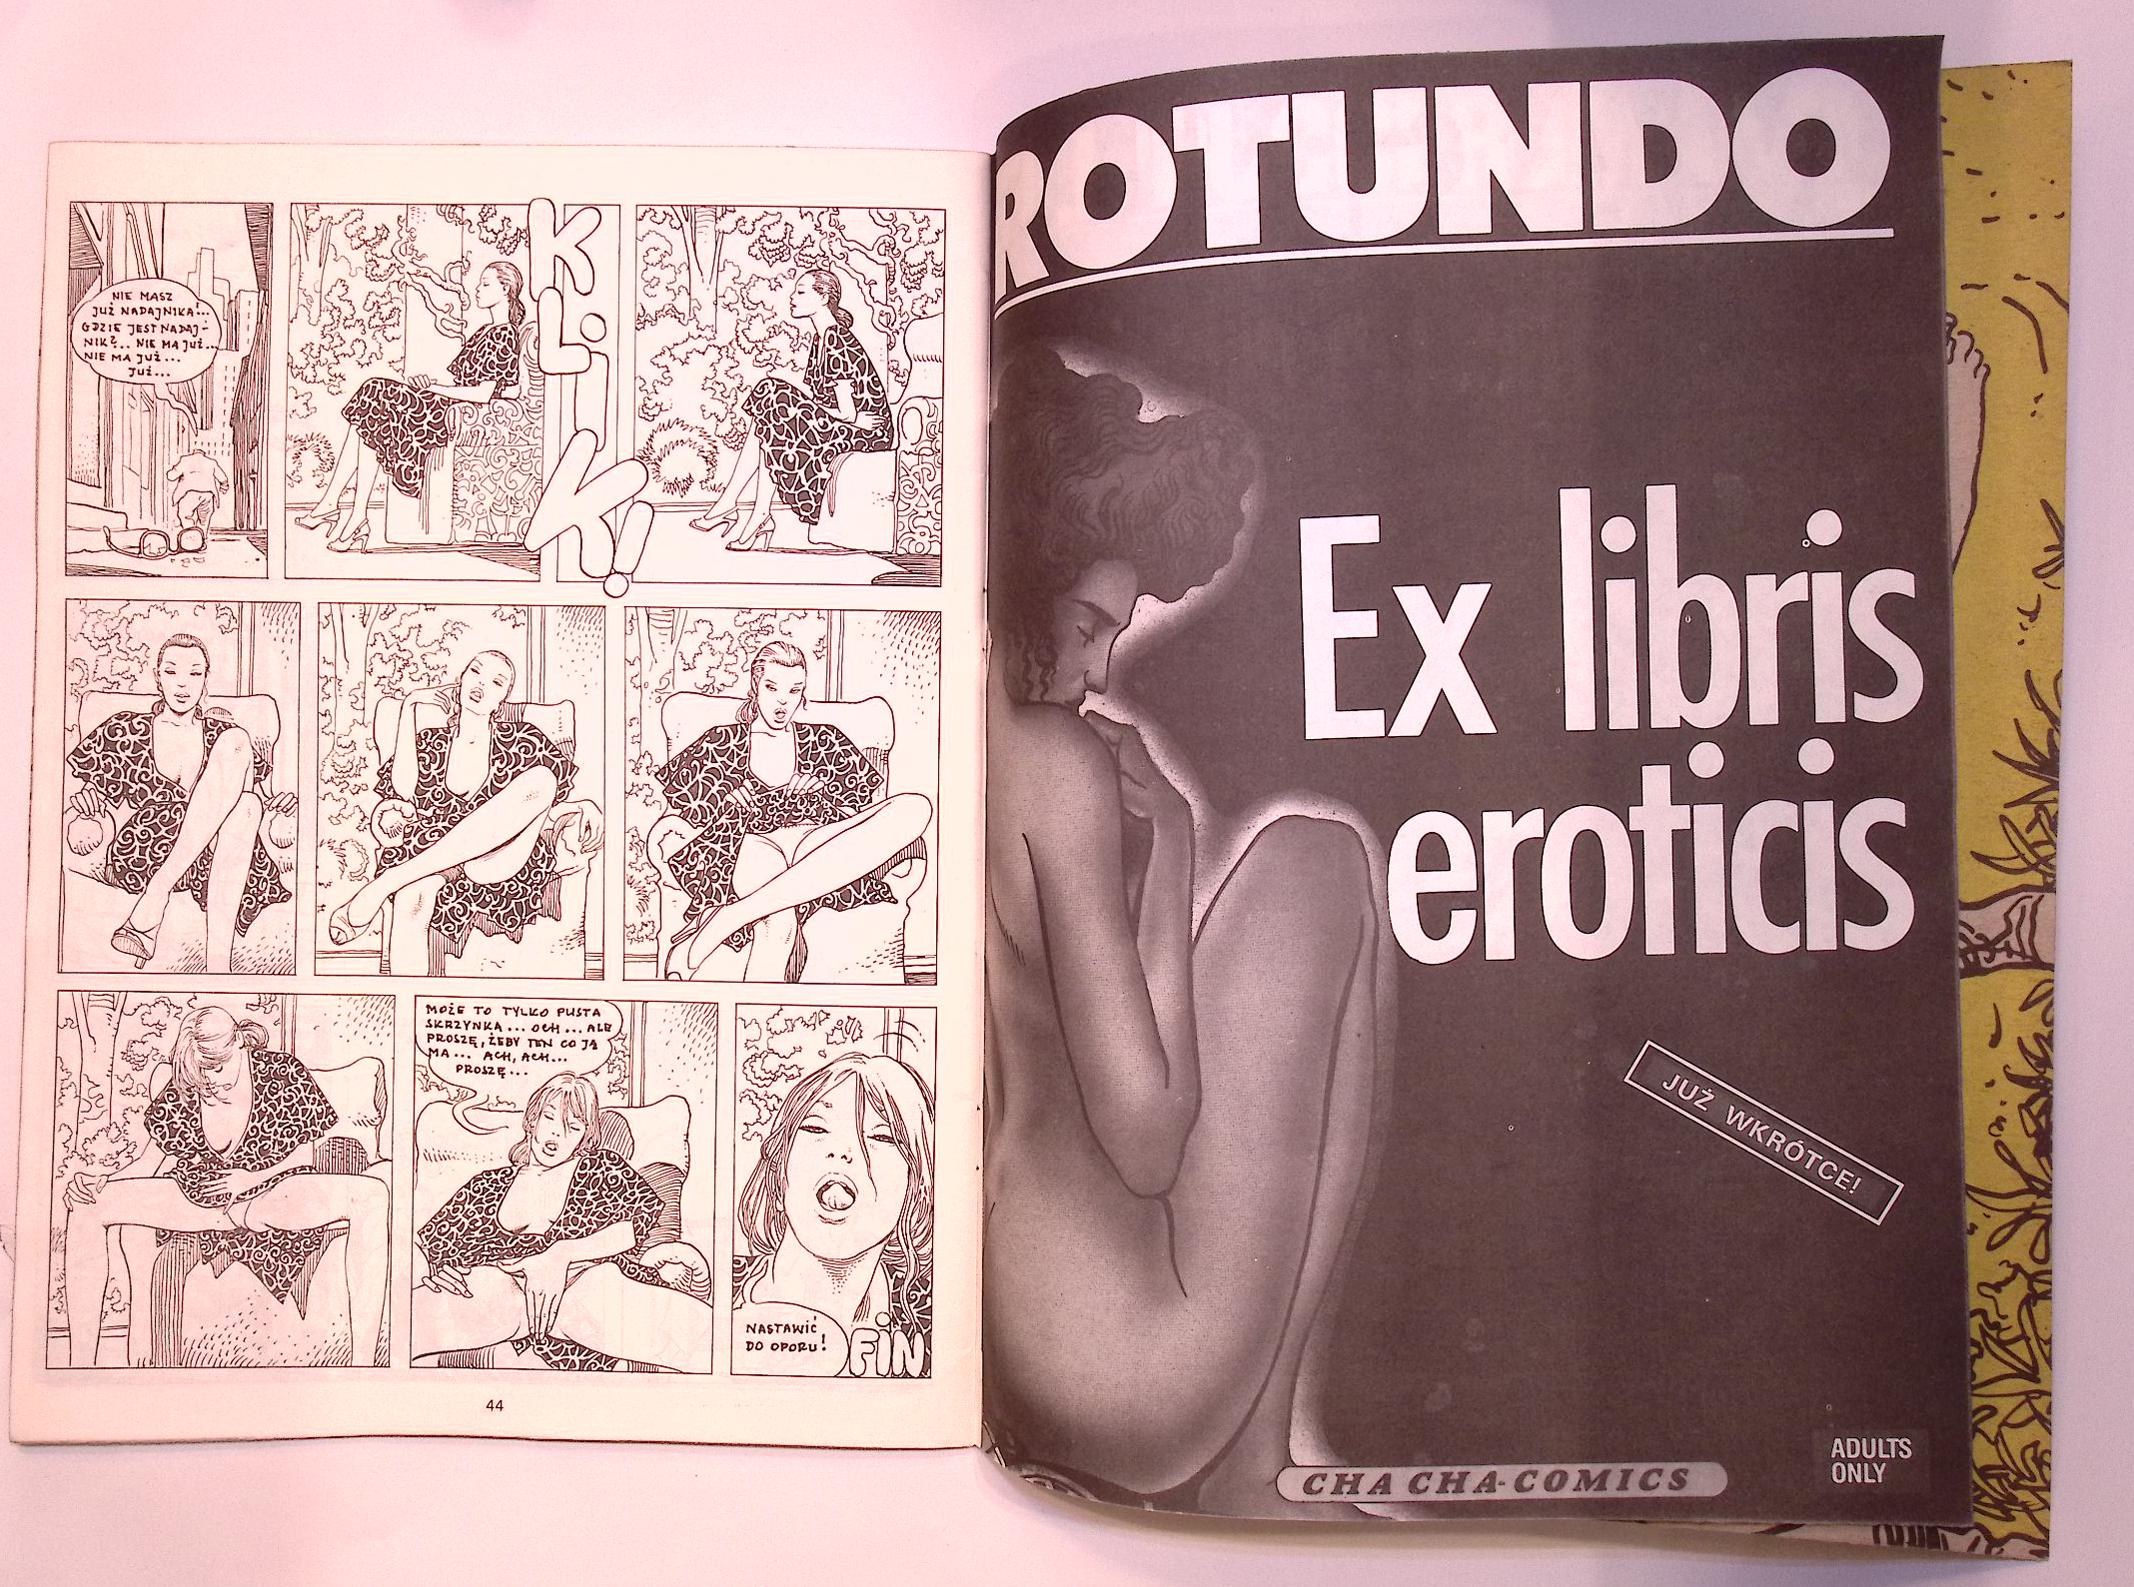 NIE MASZ
JUŻ NADAJNIKA!...
GDZIE JEST NADAJ-
NIK?... NIE MA JUŻ...
NIE MA JUŻ...
JUŻ...
KLiK!
MOŻE TO TYLKO PUSTA
SKRZYNKA... OCH... ALE
PROSZĘ, ŻEBY TEN CO JĄ
MA... ACH, ACH...
PROSZĘ...
NASTAWIĆ
DO OPORU!
FiN
44
ROTUNDO
Ex libris
eroticis
JUŻ WKRÓTCE!
CHA CHA-COMICS
ADULTS
ONLY